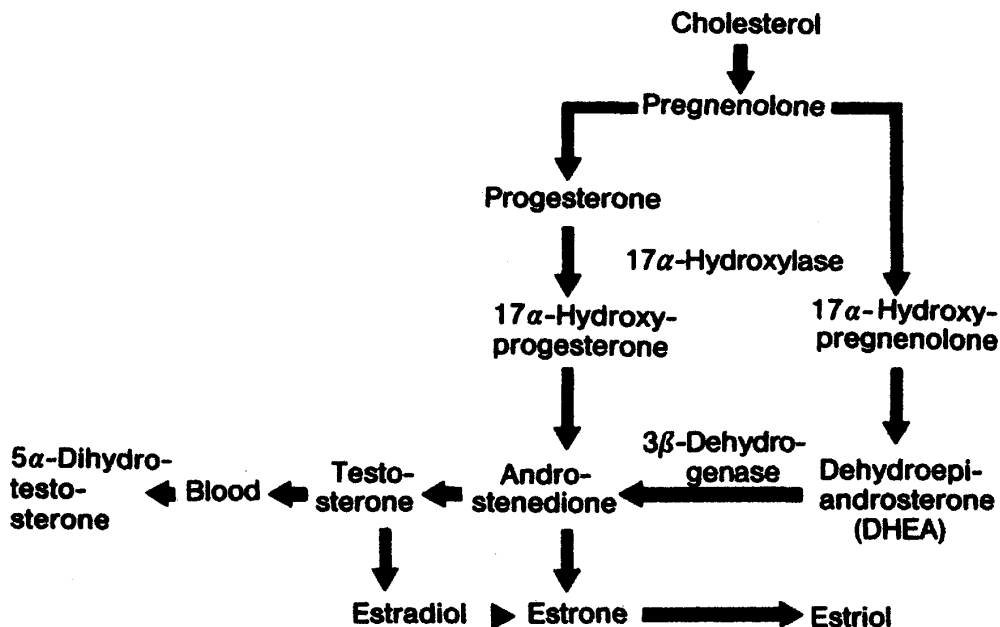 Cholesterol
Pregnenolone
Progesterone
17α-Hydroxylase
17α-Hydroxy-
progesterone
17α-Hydroxy-
pregnenolone
5α-Dihydro-
testo-
sterone
Blood
Testo-
sterone
Andro-
stenedione
3β-Dehydro-
genase
Dehydroepi-
androsterone
(DHEA)
Estradiol
Estrone
Estriol